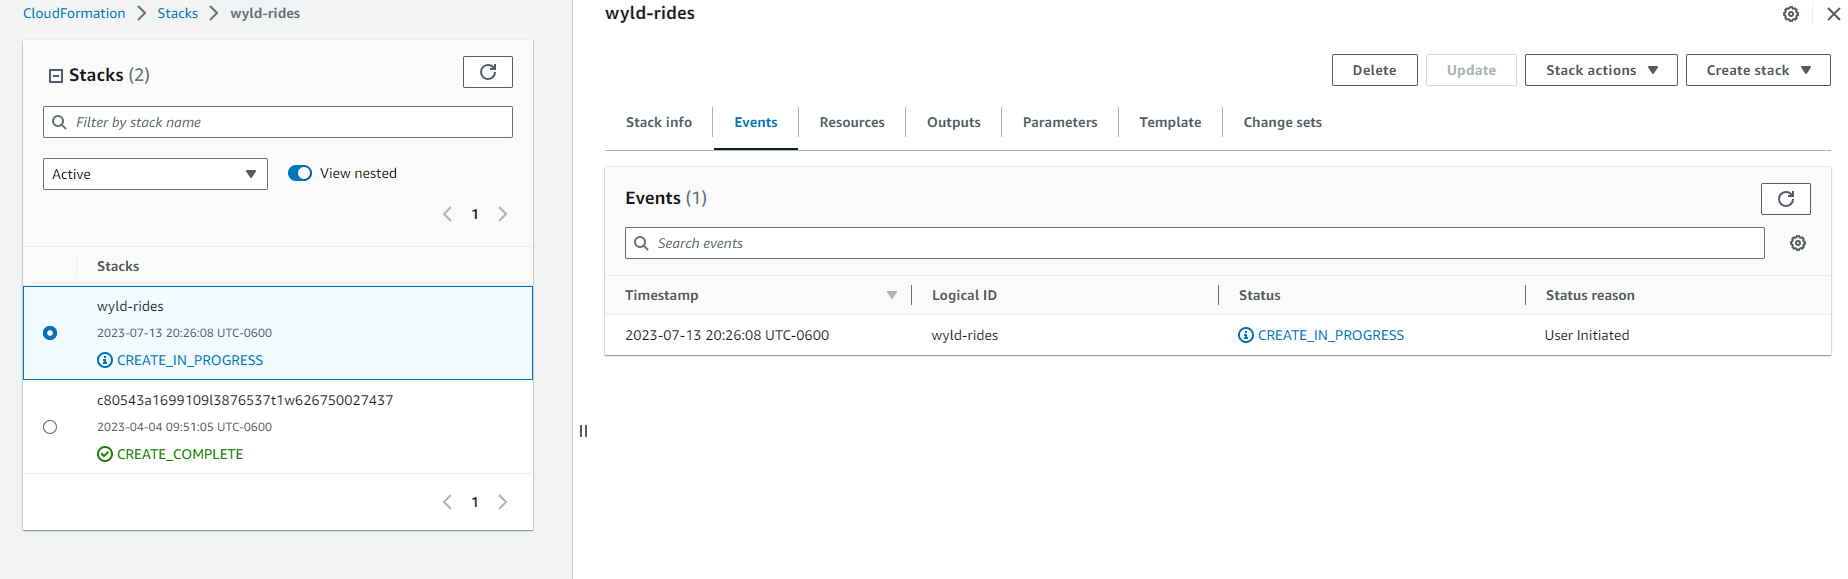 CloudFormation > Stacks > wyld-rides
Stacks (2)
Filter by stack name
Active
View nested
1
Stacks
wyld-rides
2023-07-13 20:26:08 UTC-0600
CREATE_IN_PROGRESS
c80543a1699109l3876537t1w626750027437
2023-04-04 09:51:05 UTC-0600
CREATE_COMPLETE
1
wyld-rides
Delete Update Stack actions Create stack
Stack info Events Resources Outputs Parameters Template Change sets
Events (1)
Search events
Timestamp Logical ID Status Status reason
2023-07-13 20:26:08 UTC-0600 wyld-rides CREATE_IN_PROGRESS User Initiated